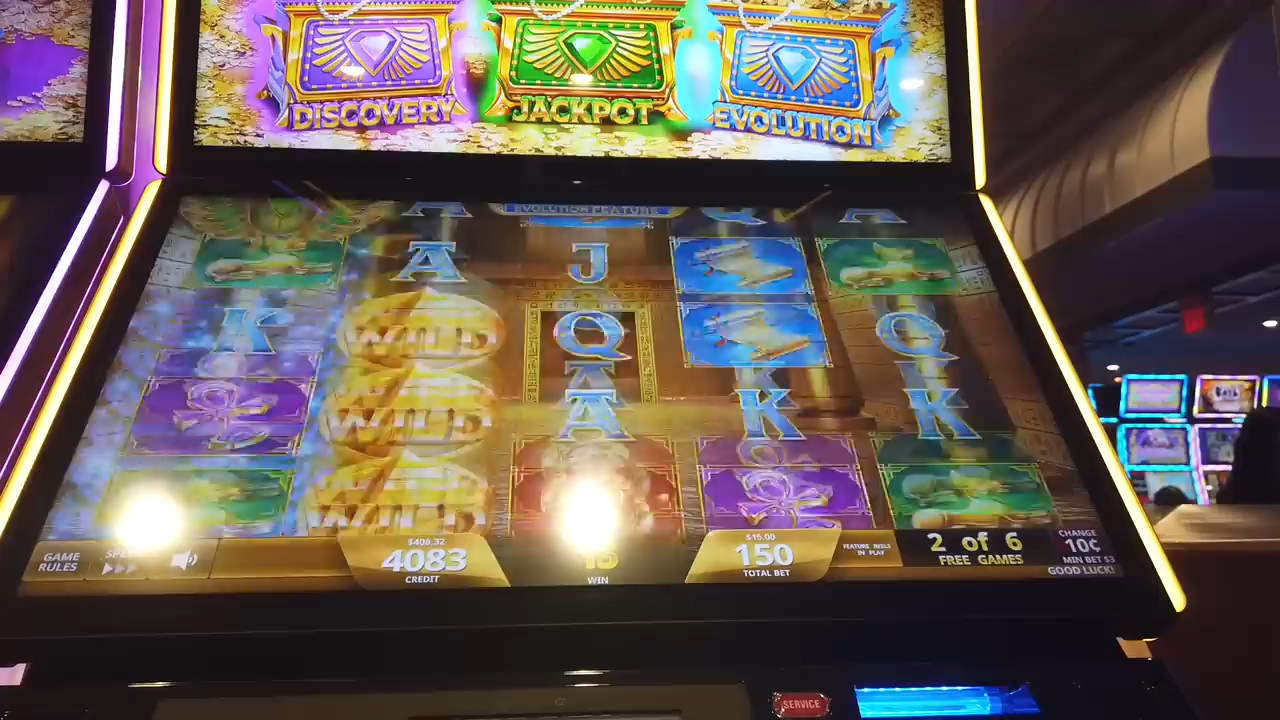 DISCOVERY
JACKPOT
EVOLUTION
EVOLUTION FEATURE
A
Q
A
A
J
K
WILD
Q
Q
WILD
A
K
K
WILD
GAME RULES
$408.32
4083
CREDIT
WIN
$15.00
150
TOTAL BET
FEATURE REELS
IN PLAY
2 of 6
FREE GAMES
CHANGE
10¢
MIN BET $3
GOOD LUCK!
SERVICE